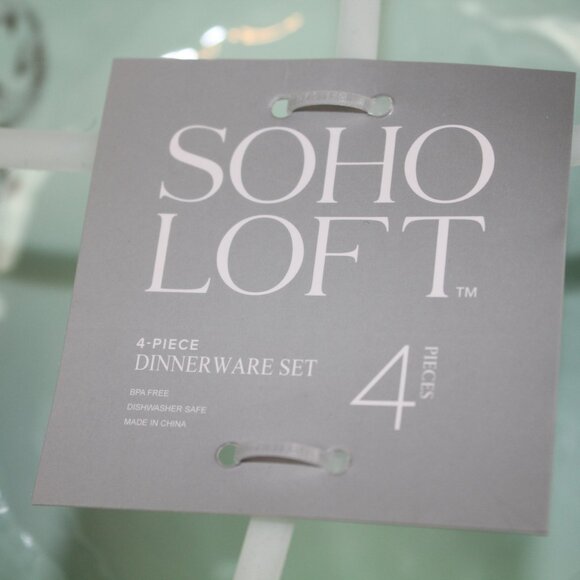 SOHO
LOFT™
4-PIECE
DINNERWARE SET
BPA FREE
DISHWASHER SAFE
MADE IN CHINA
4 PIECES